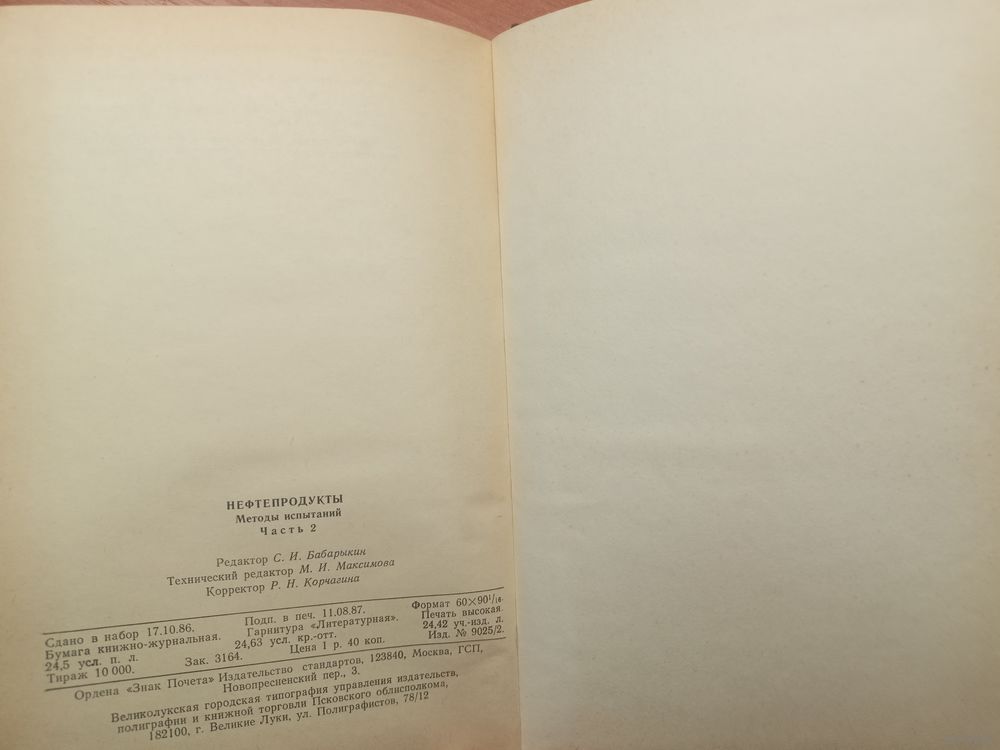 НЕФТЕПРОДУКТЫ
Методы испытаний
Часть 2
Редактор С. И. Бабарыкин
Технический редактор М. И. Максимова
Корректор Р. Н. Корчагина
Сдано в набор 17.10.86. Подп. в печ. 11.08.87. Формат 60×90 1/16.
Бумага книжно-журнальная. Гарнитура «Литературная». Печать высокая.
24,5 усл. п. л. 24,63 усл. кр.-отт. 24,42 уч.-изд. л.
Тираж 10 000. Зак. 3164. Цена 1 р. 40 коп. Изд. № 9025/2.
Ордена «Знак Почета» Издательство стандартов, 123840, Москва, ГСП,
Новопресненский пер., 3.
Великолукская городская типография управления издательств,
полиграфии и книжной торговли Псковского облисполкома,
182100, г. Великие Луки, ул. Полиграфистов, 78/12